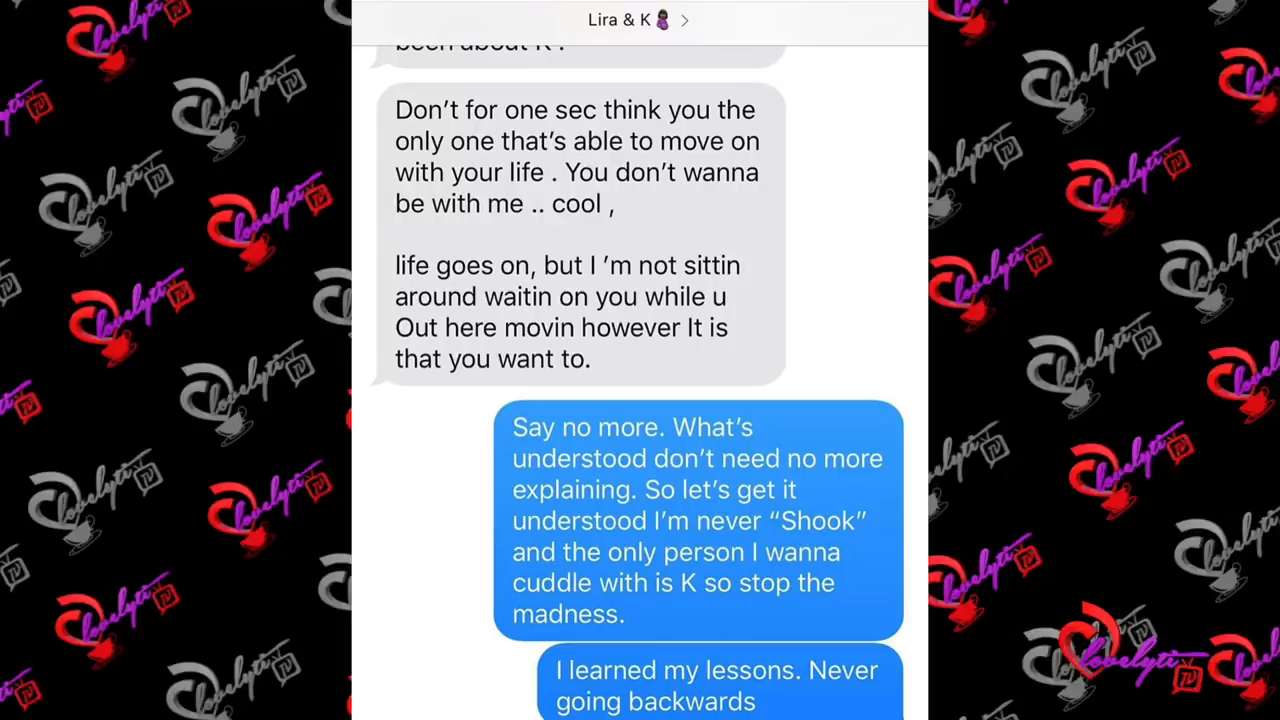 Lira & K
been about K .
Don't for one sec think you the
only one that's able to move on
with your life . You don't wanna
be with me .. cool ,
life goes on, but I 'm not sittin
around waitin on you while u
Out here movin however It is
that you want to.
Say no more. What's
understood don't need no more
explaining. So let's get it
understood I'm never “Shook”
and the only person I wanna
cuddle with is K so stop the
madness.
I learned my lessons. Never
going backwards
lovelyti TV